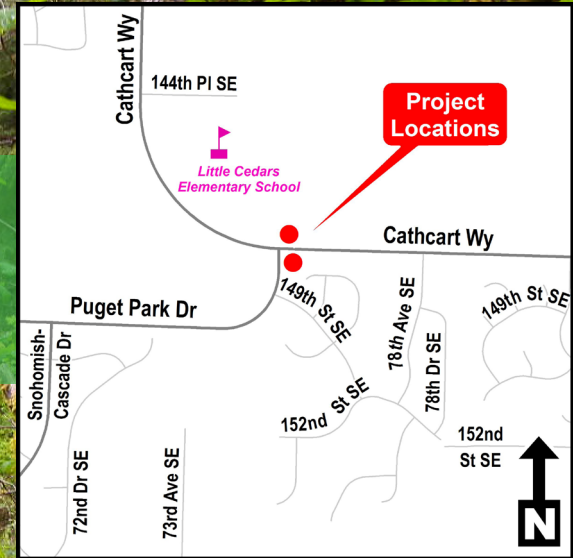 Cathcart Wy
144th Pl SE
Project
Locations
Little Cedars
Elementary School
Cathcart Wy
Puget Park Dr
149th St SE
78th Ave SE
149th St SE
78th Dr SE
Snohomish-
Cascade Dr
152nd St SE
152nd
St SE
72nd Dr SE
73rd Ave SE
N